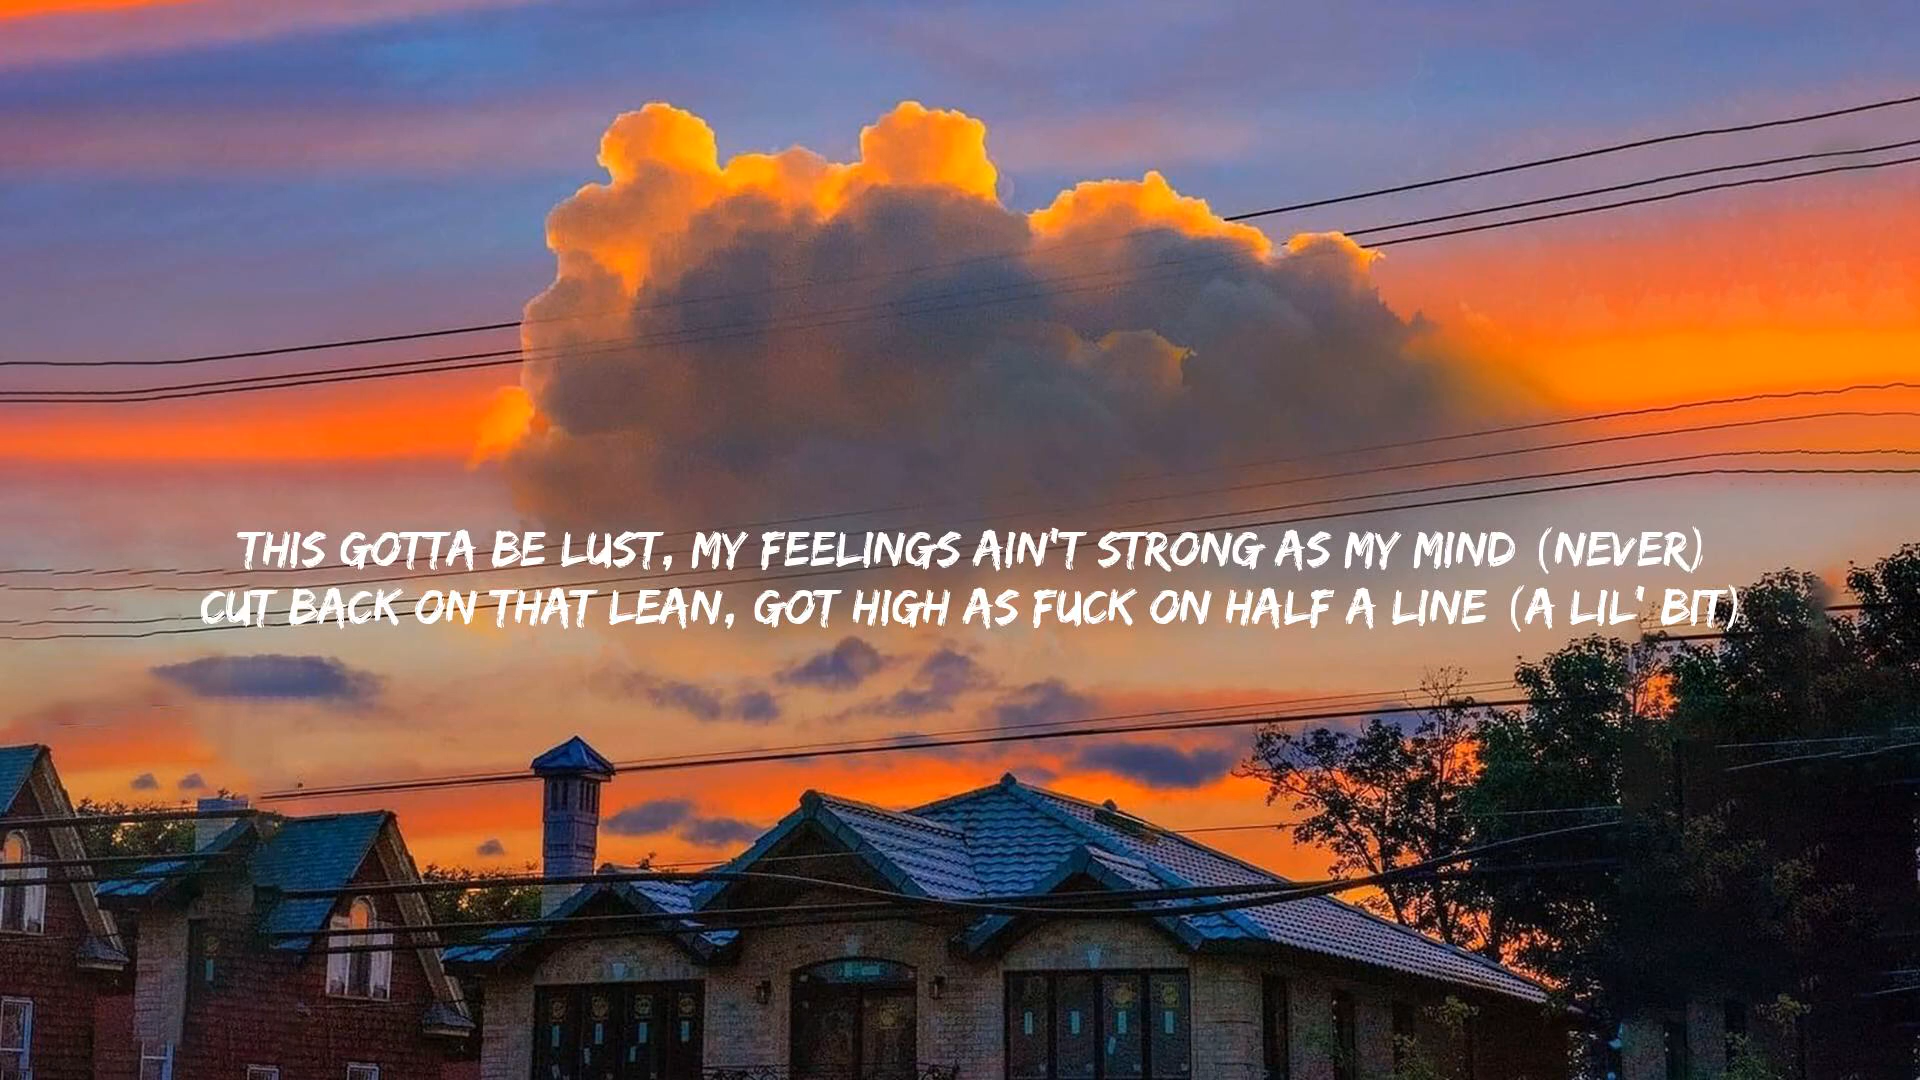 THIS GOTTA BE LUST, MY FEELINGS AIN'T STRONG AS MY MIND (NEVER)
CUT BACK ON THAT LEAN, GOT HIGH AS FUCK ON HALF A LINE (A LIL' BIT)